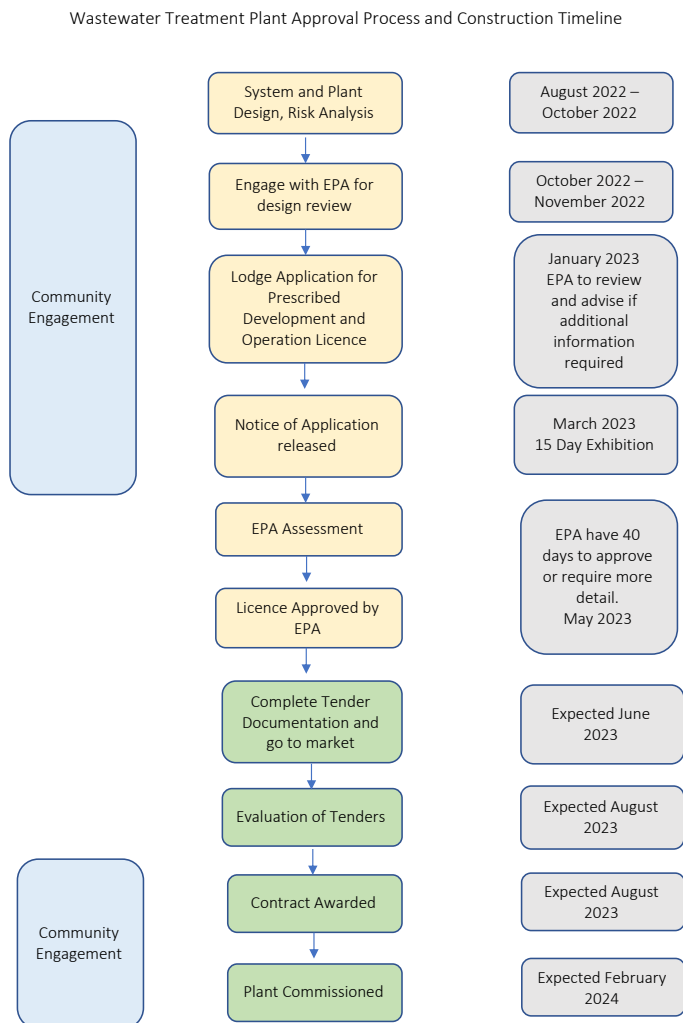 Wastewater Treatment Plant Approval Process and Construction Timeline
System and Plant
Design, Risk Analysis
August 2022 –
October 2022
Engage with EPA for
design review
October 2022 –
November 2022
Community
Engagement
Lodge Application for
Prescribed
Development and
Operation Licence
January 2023
EPA to review
and advise if
additional
information
required
Notice of Application
released
March 2023
15 Day Exhibition
EPA Assessment
Licence Approved by
EPA
EPA have 40
days to approve
or require more
detail.
May 2023
Complete Tender
Documentation and
go to market
Expected June
2023
Evaluation of Tenders
Expected August
2023
Community
Engagement
Contract Awarded
Expected August
2023
Plant Commissioned
Expected February
2024